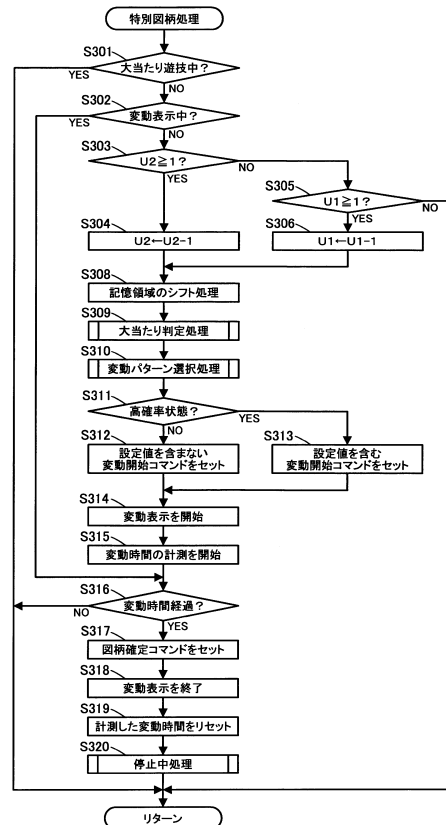 特別図柄処理
S301
大当たり遊技中?
YES
NO
S302
変動表示中?
YES
NO
S303
U2≧1?
NO
YES
S305
U1≧1?
NO
YES
S304
U2←U2-1
S306
U1←U1-1
S308
記憶領域のシフト処理
S309
大当たり判定処理
S310
変動パターン選択処理
S311
高確率状態?
YES
NO
S312
設定値を含まない
変動開始コマンドをセット
S313
設定値を含む
変動開始コマンドをセット
S314
変動表示を開始
S315
変動時間の計測を開始
S316
変動時間経過?
NO
YES
S317
図柄確定コマンドをセット
S318
変動表示を終了
S319
計測した変動時間をリセット
S320
停止中処理
リターン